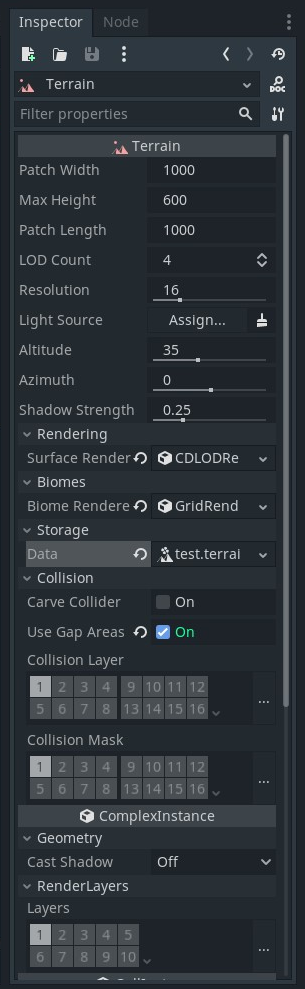 Inspector Node
Terrain DOC
Filter properties
Terrain
Patch Width 1000
Max Height 600
Patch Length 1000
LOD Count 4
Resolution 16
Light Source Assign...
Altitude 35
Azimuth 0
Shadow Strength 0.25
Rendering
Surface Render CDLODRe
Biomes
Biome Rendere GridRend
Storage
Data test.terrai
Collision
Carve Collider On
Use Gap Areas On
Collision Layer
1 2 3 4 9 10 11 12
5 6 7 8 13 14 15 16 ...
Collision Mask
1 2 3 4 9 10 11 12
5 6 7 8 13 14 15 16 ...
ComplexInstance
Geometry
Cast Shadow Off
RenderLayers
Layers
1 2 3 4 5
6 7 8 9 10 ...